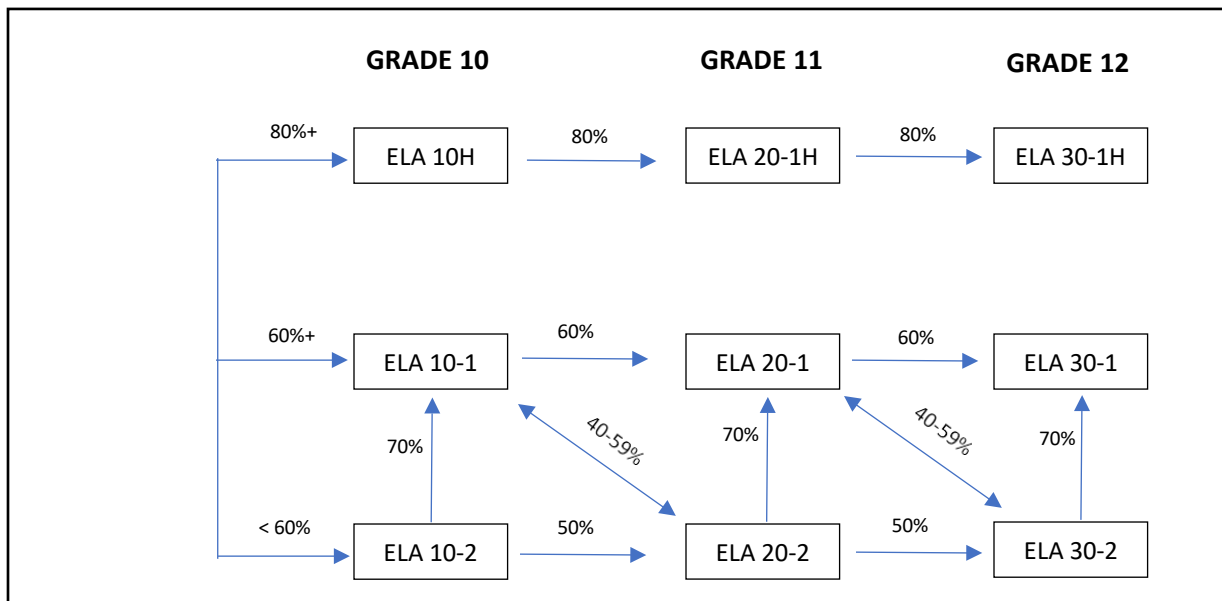 GRADE 10 GRADE 11 GRADE 12
80%+ 80% 80%
ELA 10H ELA 20-1H ELA 30-1H
60%+ 60% 60%
ELA 10-1 ELA 20-1 ELA 30-1
70% 40-59% 70% 40-59% 70%
< 60% 50% 50%
ELA 10-2 ELA 20-2 ELA 30-2